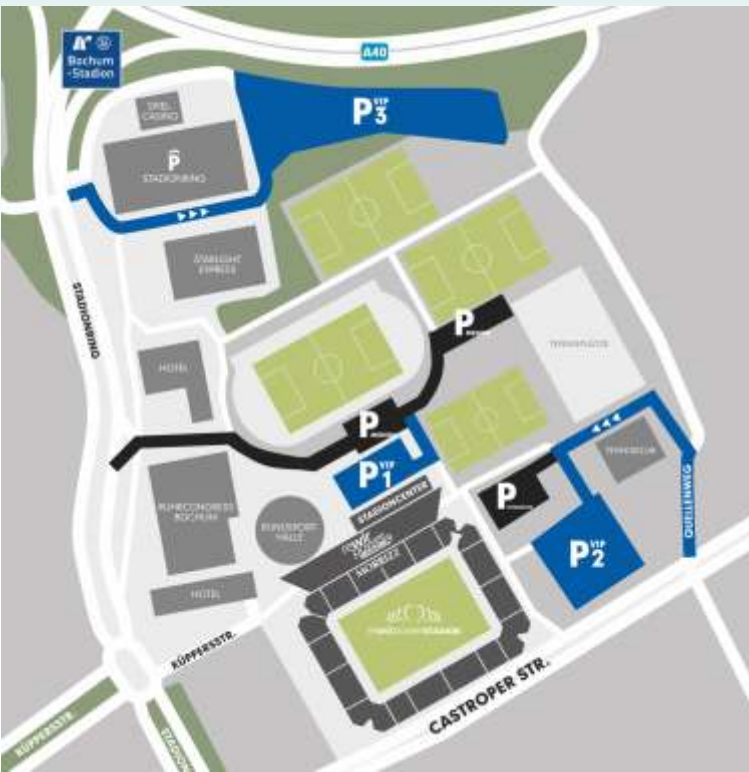 A40
Bochum
-Stadion
SPIEL
CASINO
P VIP 3
P
STADIONRING
STARLIGHT
EXPRESS
STADIONRING
P
HOTEL
TENNISPLÄTZE
P
P VIP 1
TENNISCLUB
STADIONCENTER
P
RUHRCONGRESS
BOCHUM
QUELLENWEG
RUNDSPORT-
HALLE
MORITZ
P VIP 2
HOTEL
KÜPPERSSTR.
CASTROPER STR.
KÜPPERSSTR.